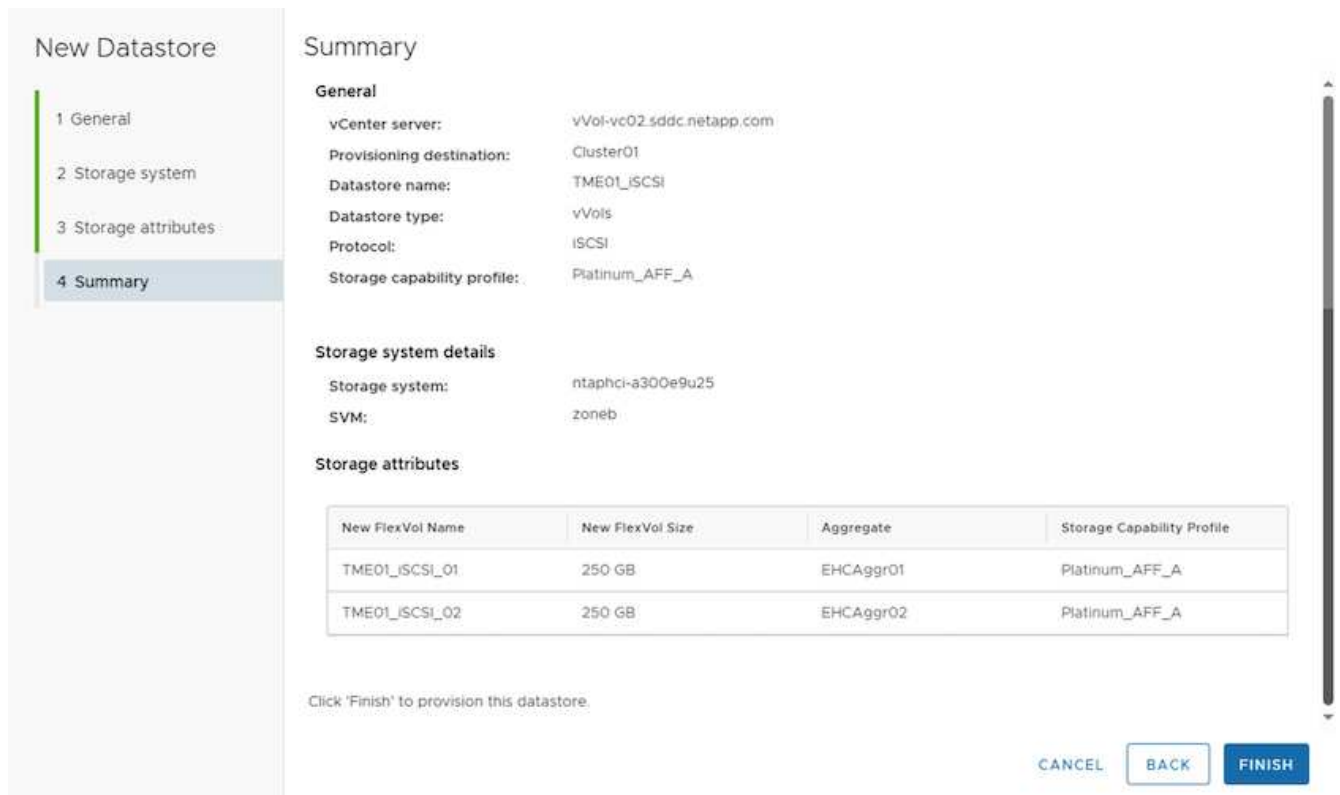 New Datastore
1 General
2 Storage system
3 Storage attributes
4 Summary
Summary
General
vCenter server: vVol-vc02.sddc.netapp.com
Provisioning destination: Cluster01
Datastore name: TME01_iSCSI
Datastore type: vVols
Protocol: iSCSI
Storage capability profile: Platinum_AFF_A
Storage system details
Storage system: ntaphci-a300e9u25
SVM: zoneb
Storage attributes
New FlexVol Name New FlexVol Size Aggregate Storage Capability Profile
TME01_iSCSI_01 250 GB EHCAggr01 Platinum_AFF_A
TME01_iSCSI_02 250 GB EHCAggr02 Platinum_AFF_A
Click 'Finish' to provision this datastore.
CANCEL BACK FINISH